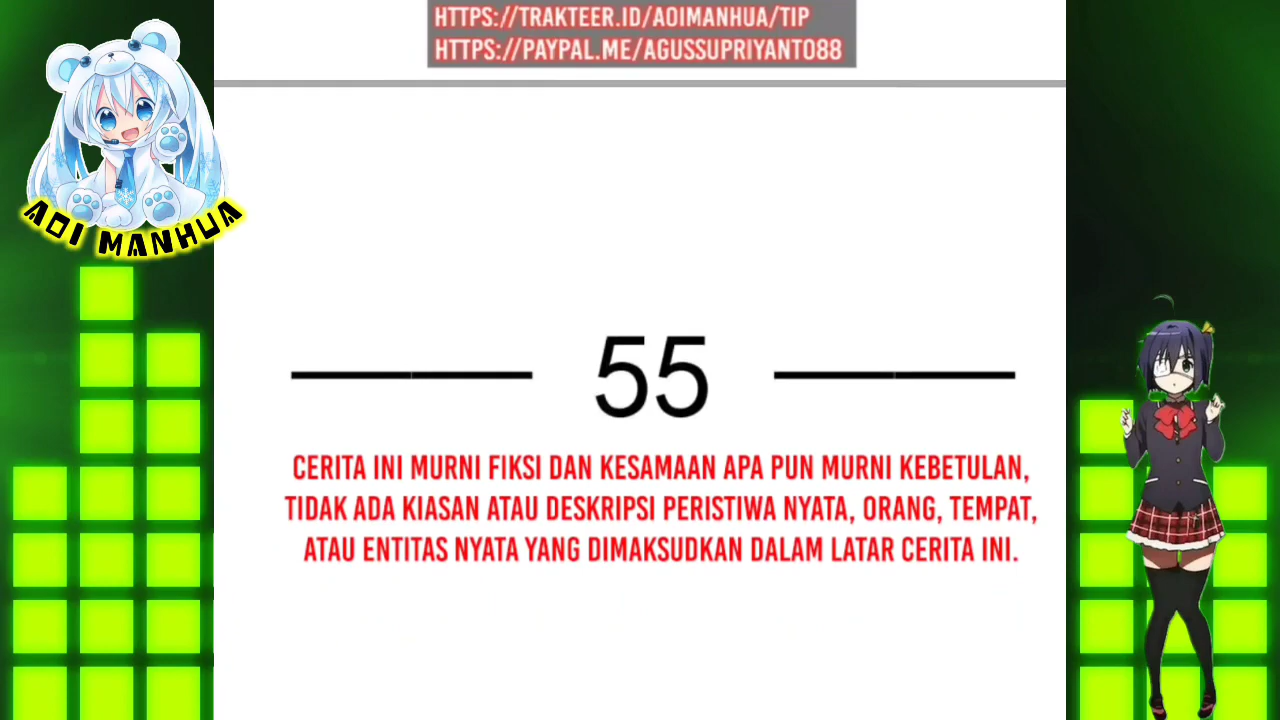 HTTPS://TRAKTEER.ID/AOIMANHUA/TIP
HTTPS://PAYPAL.ME/AGUSSUPRIYANTO88
AOI MANHUA
55
CERITA INI MURNI FIKSI DAN KESAMAAN APA PUN MURNI KEBETULAN,
TIDAK ADA KIASAN ATAU DESKRIPSI PERISTIWA NYATA, ORANG, TEMPAT,
ATAU ENTITAS NYATA YANG DIMAKSUDKAN DALAM LATAR CERITA INI.